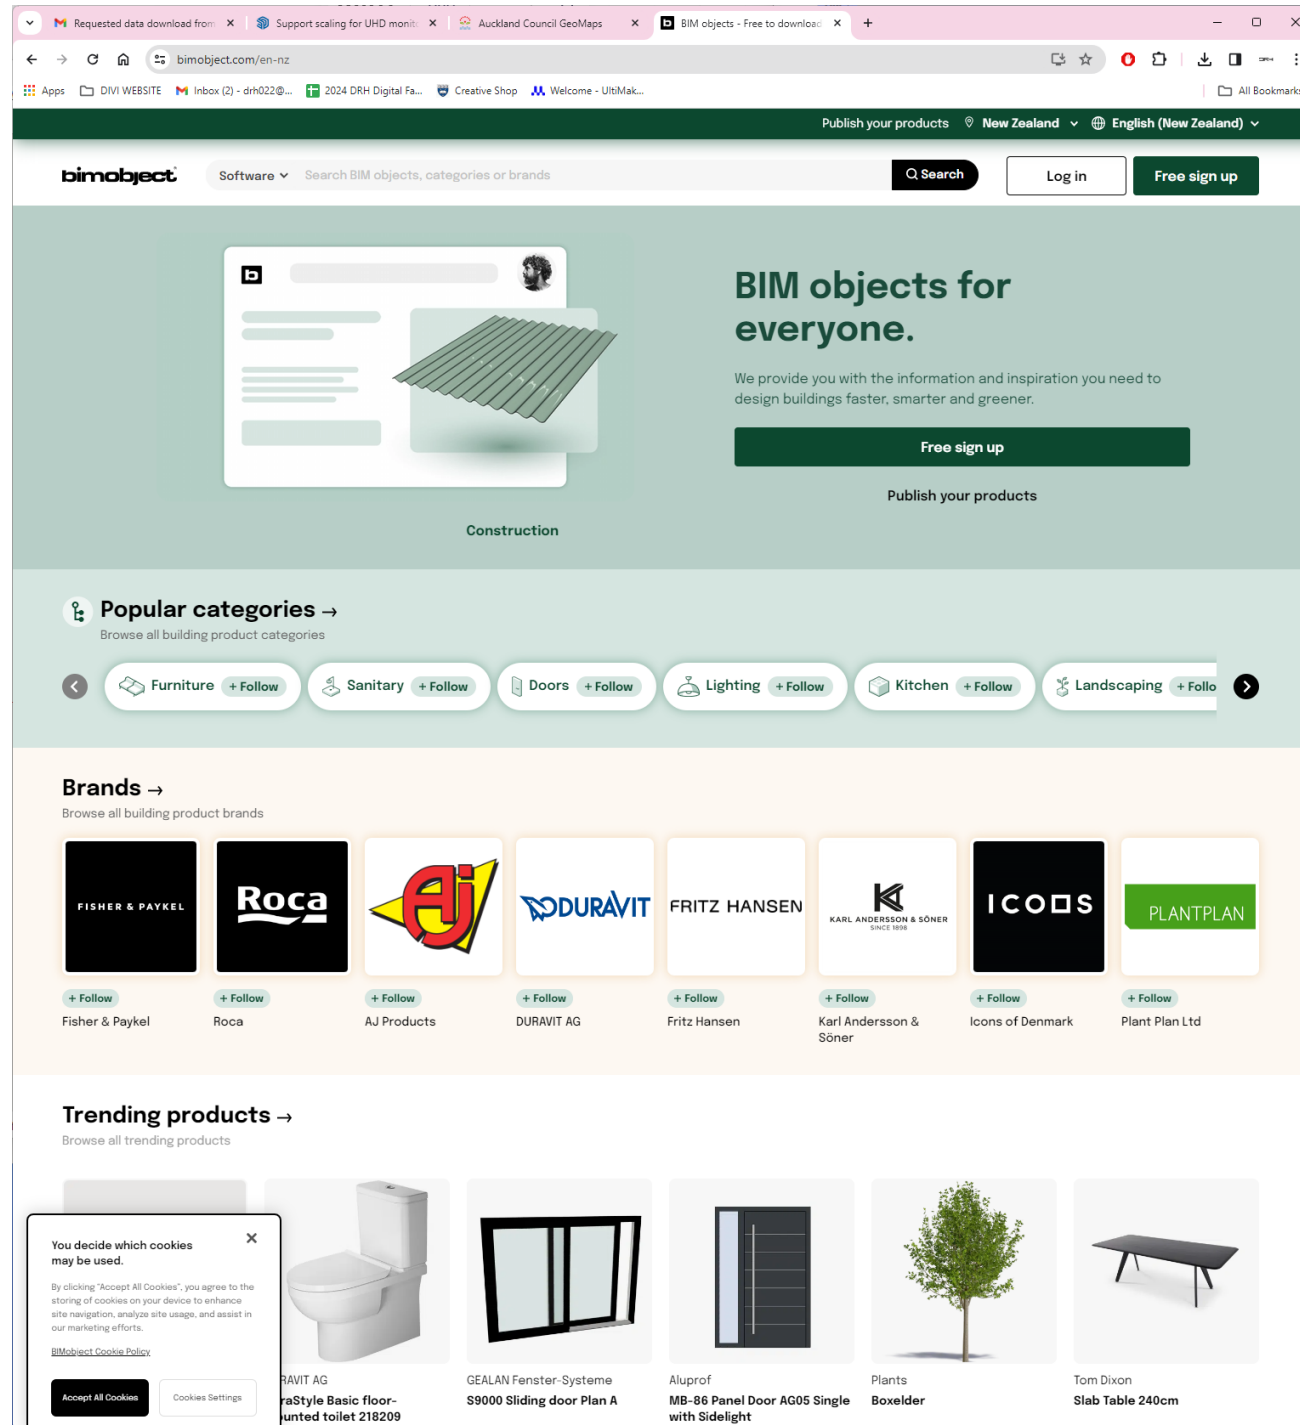 Requested data download from
Support scaling for UHD monit
Auckland Council GeoMaps
BIM objects - Free to download
bimobject.com/en-nz
Apps
DIVI WEBSITE
Inbox (2) - drh022@...
2024 DRH Digital Fa...
Creative Shop
Welcome - UltiMak...
All Bookmarks
Publish your products
New Zealand
English (New Zealand)
bimobject
Software
Search BIM objects, categories or brands
Search
Log in
Free sign up
BIM objects for
everyone.
We provide you with the information and inspiration you need to
design buildings faster, smarter and greener.
Free sign up
Publish your products
Construction
Popular categories →
Browse all building product categories
Furniture + Follow
Sanitary + Follow
Doors + Follow
Lighting + Follow
Kitchen + Follow
Landscaping + Follo
Brands →
Browse all building product brands
FISHER & PAYKEL
Roca
Aj
DURAVIT
FRITZ HANSEN
KARL ANDERSSON & SÖNER
SINCE 1898
ICONS
PLANTPLAN
+ Follow
+ Follow
+ Follow
+ Follow
+ Follow
+ Follow
+ Follow
+ Follow
Fisher & Paykel
Roca
AJ Products
DURAVIT AG
Fritz Hansen
Karl Andersson &
Söner
Icons of Denmark
Plant Plan Ltd
Trending products →
Browse all trending products
You decide which cookies
may be used.
By clicking "Accept All Cookies", you agree to the
storing of cookies on your device to enhance
site navigation, analyze site usage, and assist in
our marketing efforts.
BIMobject Cookie Policy
Accept All Cookies
Cookies Settings
RAVIT AG
raStyle Basic floor-
unted toilet 218209
GEALAN Fenster-Systeme
S9000 Sliding door Plan A
Aluprof
MB-86 Panel Door AG05 Single
with Sidelight
Plants
Boxelder
Tom Dixon
Slab Table 240cm